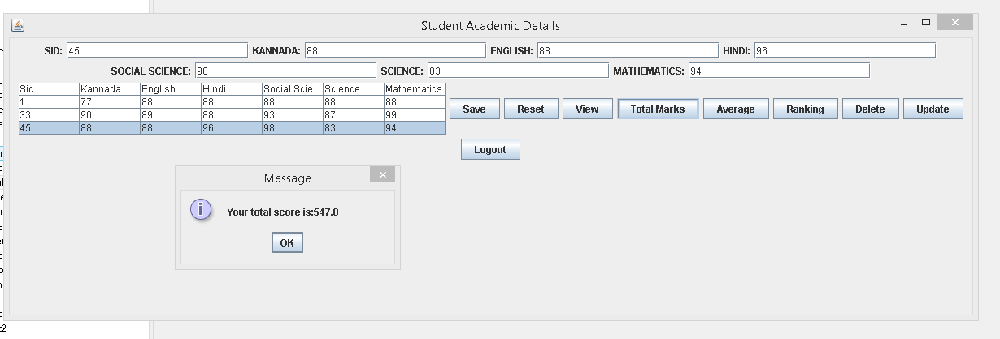 Student Academic Details
SID: 45 KANNADA: 88 ENGLISH: 88 HINDI: 96
SOCIAL SCIENCE: 98 SCIENCE: 83 MATHEMATICS: 94
Sid Kannada English Hindi Social Scie... Science Mathematics
1 77 88 88 88 88 88
33 90 89 88 93 87 99
45 88 88 96 98 83 94
Save Reset View Total Marks Average Ranking Delete Update
Logout
Message
Your total score is:547.0
OK